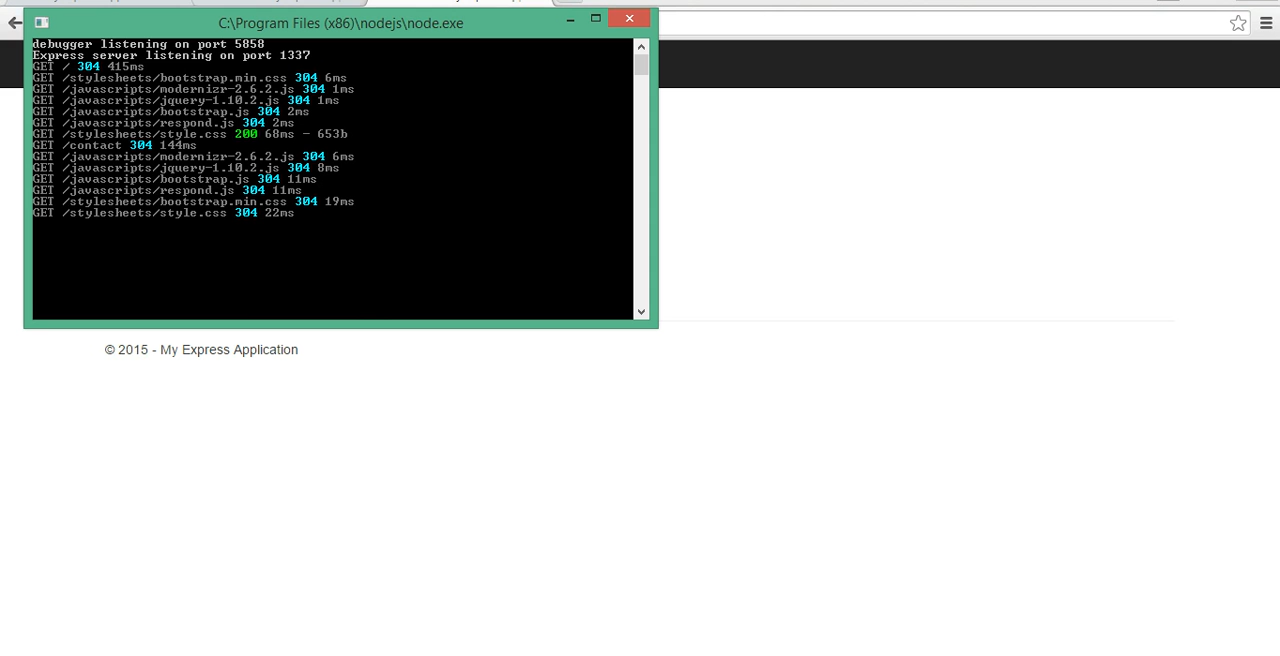 C:\Program Files (x86)\nodejs\node.exe
debugger listening on port 5858
Express server listening on port 1337
GET / 304 415ms
GET /stylesheets/bootstrap.min.css 304 6ms
GET /javascripts/modernizr-2.6.2.js 304 1ms
GET /javascripts/jquery-1.10.2.js 304 1ms
GET /javascripts/bootstrap.js 304 2ms
GET /javascripts/respond.js 304 2ms
GET /stylesheets/style.css 200 68ms - 653b
GET /contact 304 144ms
GET /javascripts/modernizr-2.6.2.js 304 6ms
GET /javascripts/jquery-1.10.2.js 304 8ms
GET /javascripts/bootstrap.js 304 11ms
GET /javascripts/respond.js 304 11ms
GET /stylesheets/bootstrap.min.css 304 19ms
GET /stylesheets/style.css 304 22ms
© 2015 - My Express Application